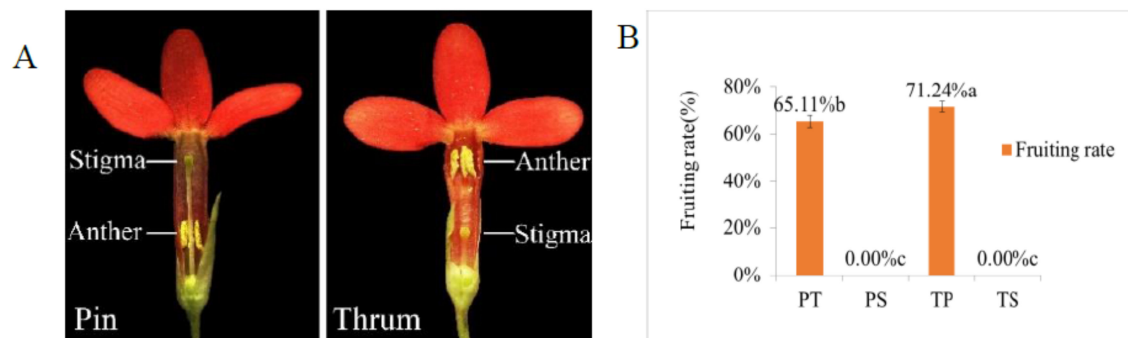 A
Stigma
Anther
Pin
Anther
Stigma
Thrum
B
Fruiting rate(%)
80%
60%
40%
20%
0%
65.11%b
0.00%c
71.24%a
0.00%c
PT
PS
TP
TS
Fruiting rate